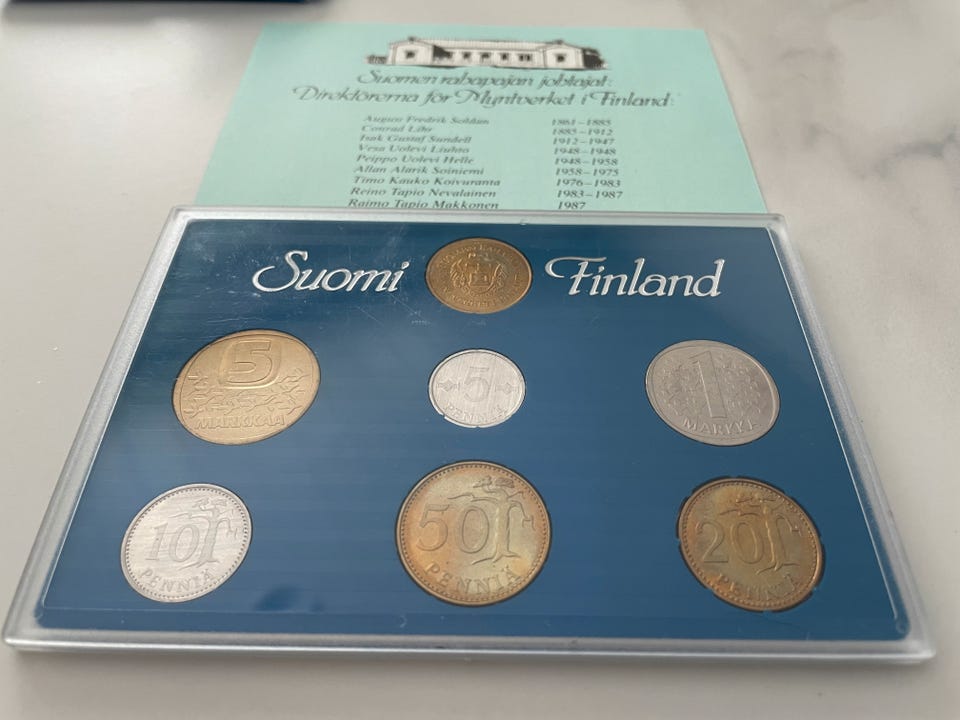 Suomen rahapajan johtajat:
Direktörerna för Myntverket i Finland:
August Fredrik Soldan 1861–1885
Conrad Lihr 1885–1912
Isak Gustaf Sundell 1912–1947
Vesa Uolevi Liuhto 1948–1948
Peippo Uolevi Helle 1948–1958
Allan Alarik Soiniemi 1958–1975
Timo Kauko Koivuranta 1976–1983
Reino Tapio Nevalainen 1983–1987
Raimo Tapio Makkonen 1987
Suomi Finland
5 MARKKAA
5 PENNIÄ
1 MARKKA
10 PENNIÄ
50 PENNIÄ
20 PENNIÄ